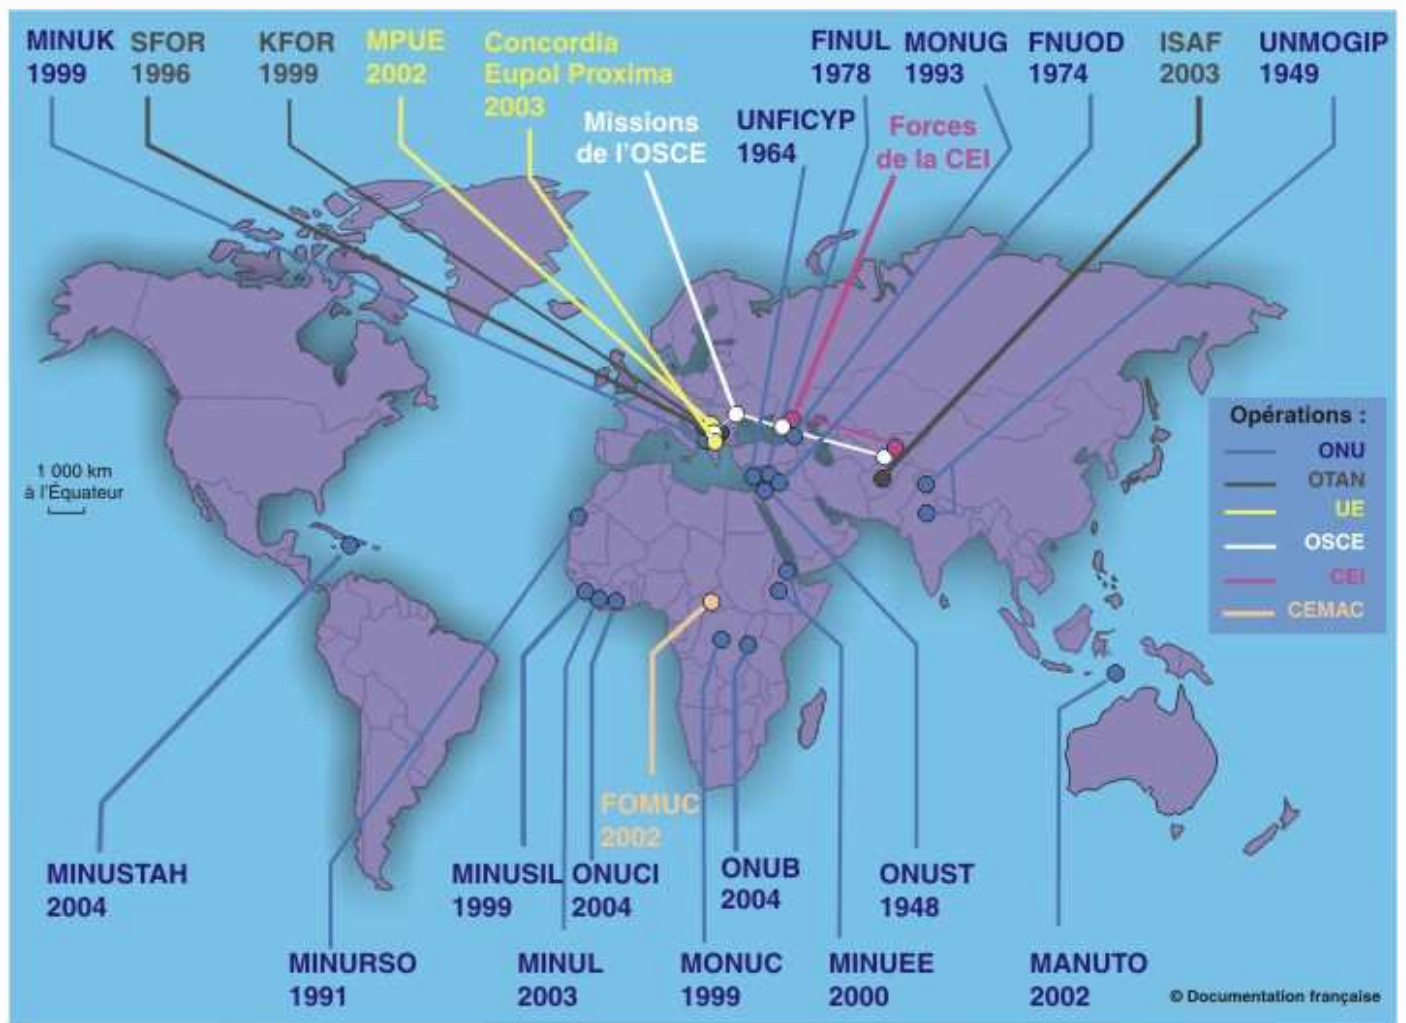 MINUK
1999
SFOR
1996
KFOR
1999
MPUE
2002
Concordia
Eupol Proxima
2003
Missions
de l'OSCE
UNFICYP
1964
FINUL
1978
MONUG
1993
Forces
de la CEI
FNUOD
1974
ISAF
2003
UNMOGIP
1949
1 000 km
à l'Équateur
Opérations :
ONU
OTAN
UE
OSCE
CEI
CEMAC
FOMUC
2002
MINUSTAH
2004
MINURSO
1991
MINUSIL
1999
MINUL
2003
ONUCI
2004
MONUC
1999
ONUB
2004
MINUEE
2000
ONUST
1948
MANUTO
2002
© Documentation française